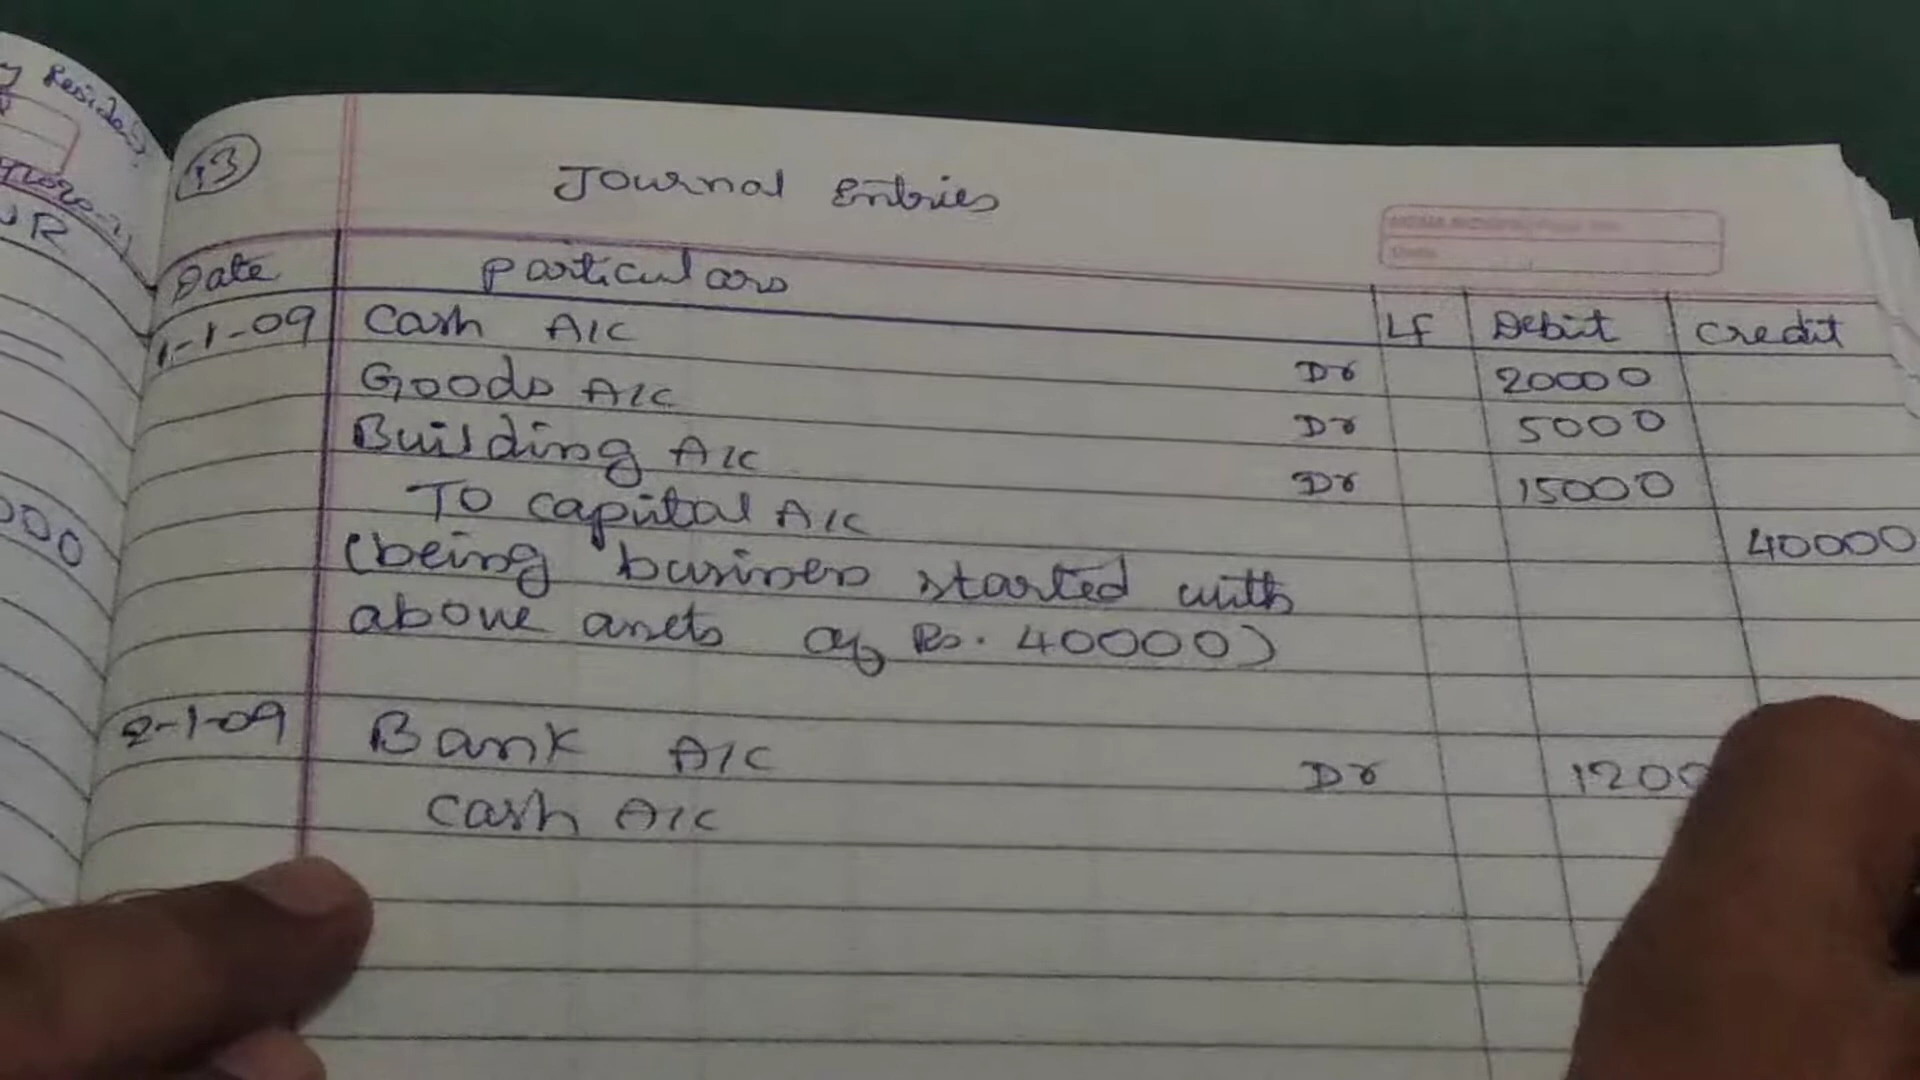 13
Journal Entries
Date Particulars LF Debit Credit
1-1-09 Cash A/C Dr 20000
Goods A/C Dr 5000
Building A/C Dr 15000
To capital A/C 40000
(being business started with
above assets of Rs. 40000)
2-1-09 Bank A/C Dr 1200
Cash A/C
000